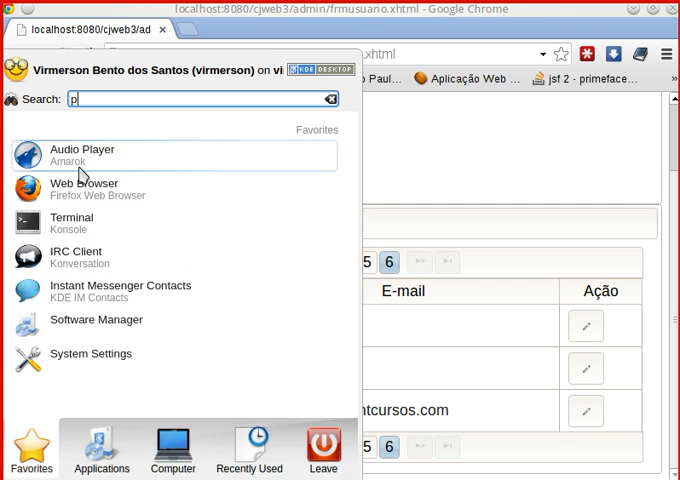 localhost:8080/cjweb3/admin/frmusuario.xhtml - Google Chrome
localhost:8080/cjweb3/ad
xhtml
Virmerson Bento dos Santos (virmerson) on vi
KDE DESKTOP
Paul...
Aplicação Web ...
jsf 2 - primeface...
»
Search: p
Favorites
Audio Player
Amarok
Web Browser
Firefox Web Browser
Terminal
Konsole
IRC Client
Konversation
Instant Messenger Contacts
KDE IM Contacts
Software Manager
System Settings
5 6
E-mail Ação
ntcursos.com
5 6
Favorites Applications Computer Recently Used Leave